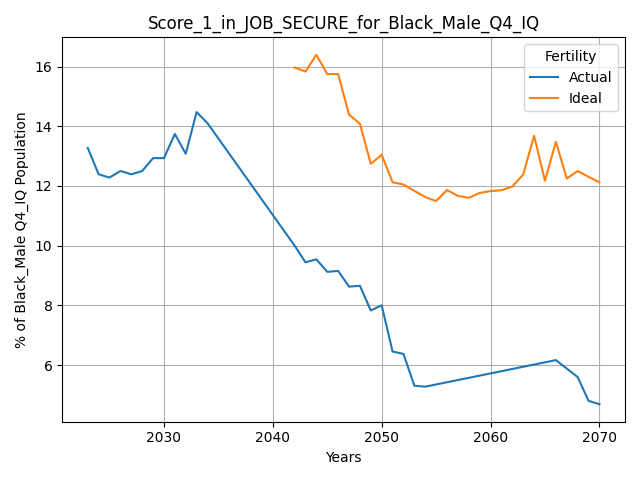 Score_1_in_JOB_SECURE_for_Black_Male_Q4_IQ
Fertility
Actual
Ideal
% of Black_Male Q4_IQ Population
16
14
12
10
8
6
2030
2040
2050
2060
2070
Years